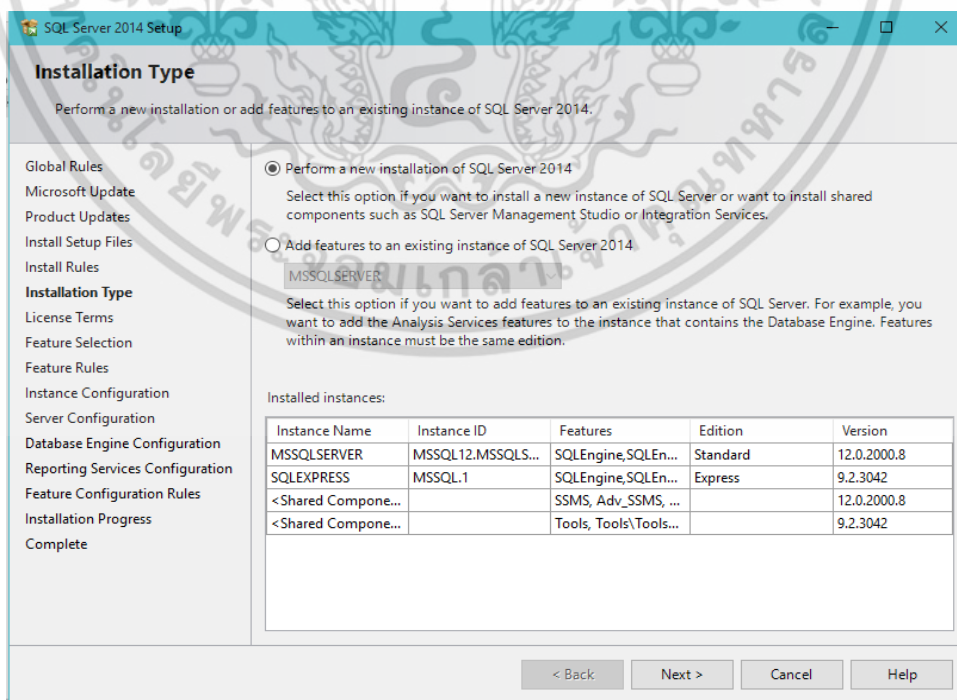 SQL Server 2014 Setup
Installation Type
Perform a new installation or add features to an existing instance of SQL Server 2014.
Global Rules
Microsoft Update
Product Updates
Install Setup Files
Install Rules
Installation Type
License Terms
Feature Selection
Feature Rules
Instance Configuration
Server Configuration
Database Engine Configuration
Reporting Services Configuration
Feature Configuration Rules
Installation Progress
Complete
Perform a new installation of SQL Server 2014
Select this option if you want to install a new instance of SQL Server or want to install shared
components such as SQL Server Management Studio or Integration Services.
Add features to an existing instance of SQL Server 2014
MSSQLSERVER
Select this option if you want to add features to an existing instance of SQL Server. For example, you
want to add the Analysis Services features to the instance that contains the Database Engine. Features
within an instance must be the same edition.
Installed instances:
Instance Name Instance ID Features Edition Version
MSSQLSERVER MSSQL12.MSSQLS... SQLEngine,SQLEn... Standard 12.0.2000.8
SQLEXPRESS MSSQL.1 SQLEngine,SQLEn... Express 9.2.3042
<Shared Compone... SSMS, Adv_SSMS, ... 12.0.2000.8
<Shared Compone... Tools, Tools\Tools... 9.2.3042
< Back Next > Cancel Help